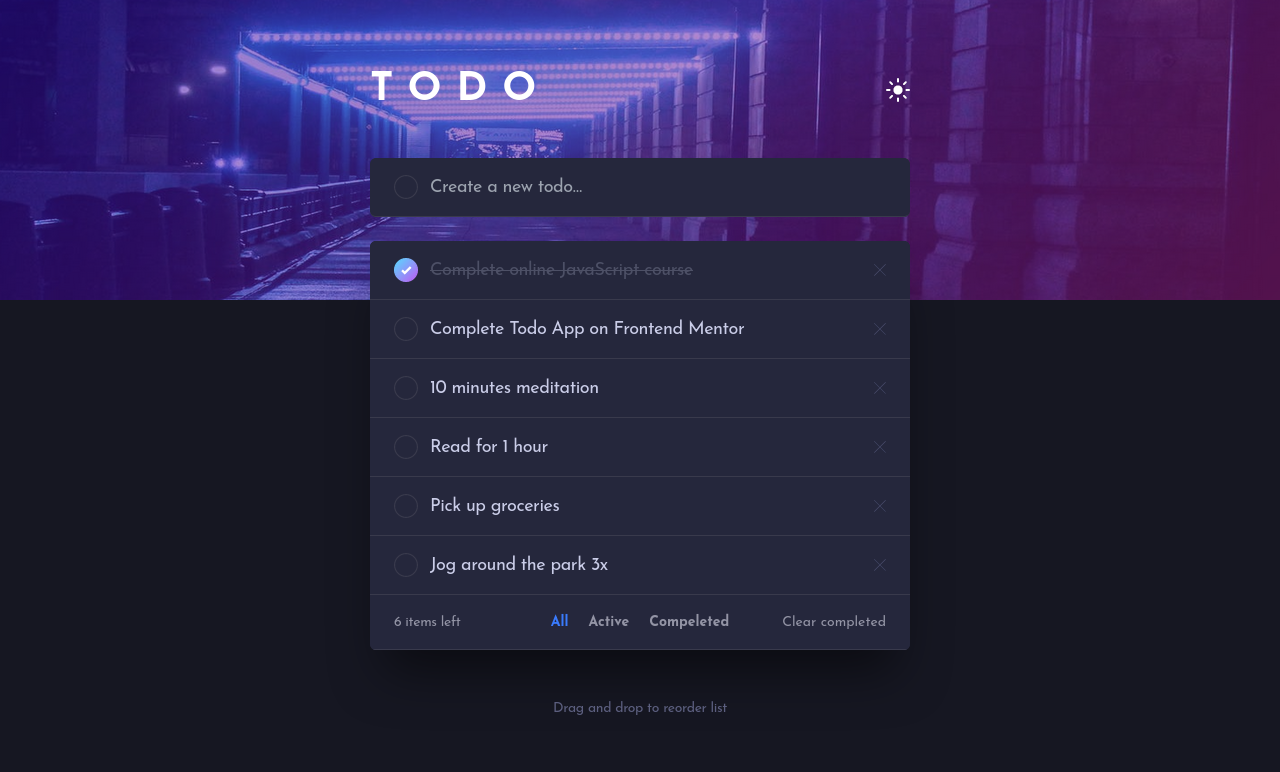 TODO
Create a new todo...
Complete online JavaScript course
Complete Todo App on Frontend Mentor
10 minutes meditation
Read for 1 hour
Pick up groceries
Jog around the park 3x
6 items left All Active Compeleted Clear completed
Drag and drop to reorder list